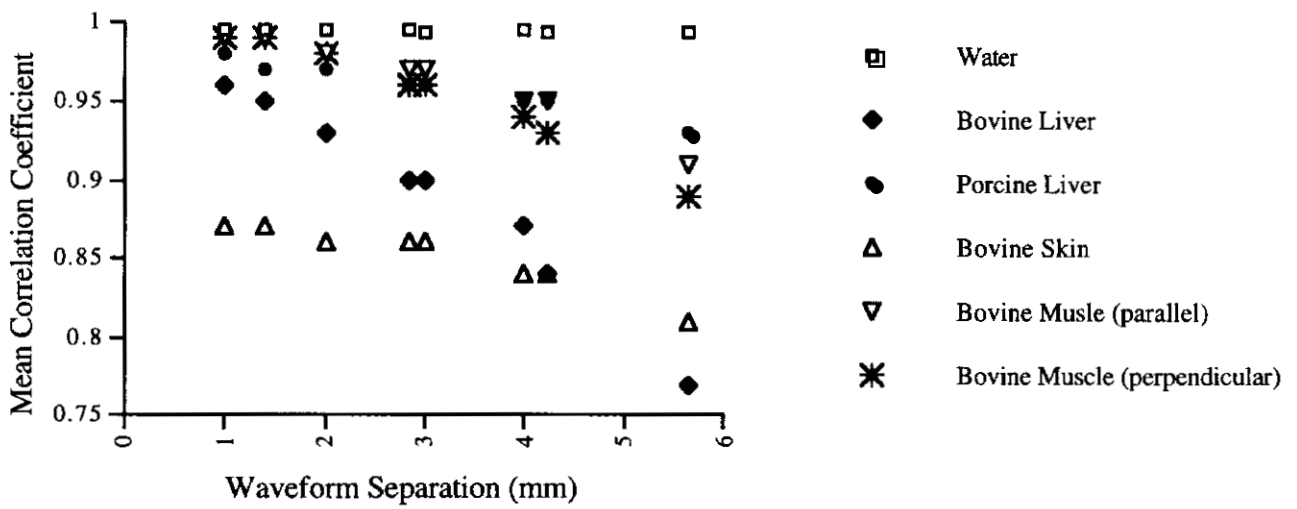 Mean Correlation Coefficient
1
0.95
0.9
0.85
0.8
0.75
0
1
2
3
4
5
6
Waveform Separation (mm)
Water
Bovine Liver
Porcine Liver
Bovine Skin
Bovine Musle (parallel)
Bovine Muscle (perpendicular)